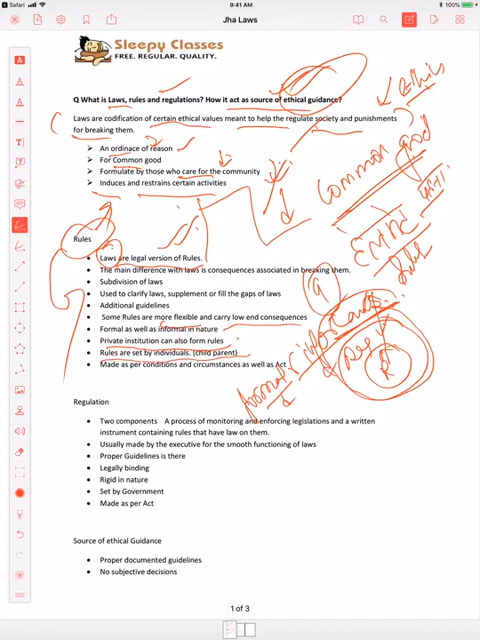 Safari
9:41 AM
100%
Jha Laws
Sleepy Classes
FREE. REGULAR. QUALITY.
Q What is Laws, rules and regulations? How it act as source of ethical guidance?
Laws are codification of certain ethical values meant to help the regulate society and punishments
for breaking them.
An ordinace of reason
For Common good
Formulate by those who care for the community
Induces and restrains certain activities
Ethics
Common good
Rules
Laws are legal version of Rules.
The main difference with laws is consequences associated in breaking them.
Subdivision of laws
Used to clarify laws, supplement or fill the gaps of laws
Additional guidelines
Some Rules are more flexible and carry low end consequences
Formal as well as informal in nature
Private institution can also form rules
Rules are set by individuals. (child parent)
Made as per conditions and circumstances as well as Act
Regulation
Two components A process of monitoring and enforcing legislations and a written
instrument containing rules that have law on them.
Usually made by the executive for the smooth functioning of laws
Proper Guidelines is there
Legally binding
Rigid in nature
Set by Government
Made as per Act
Source of ethical Guidance
Proper documented guidelines
No subjective decisions
1 of 3